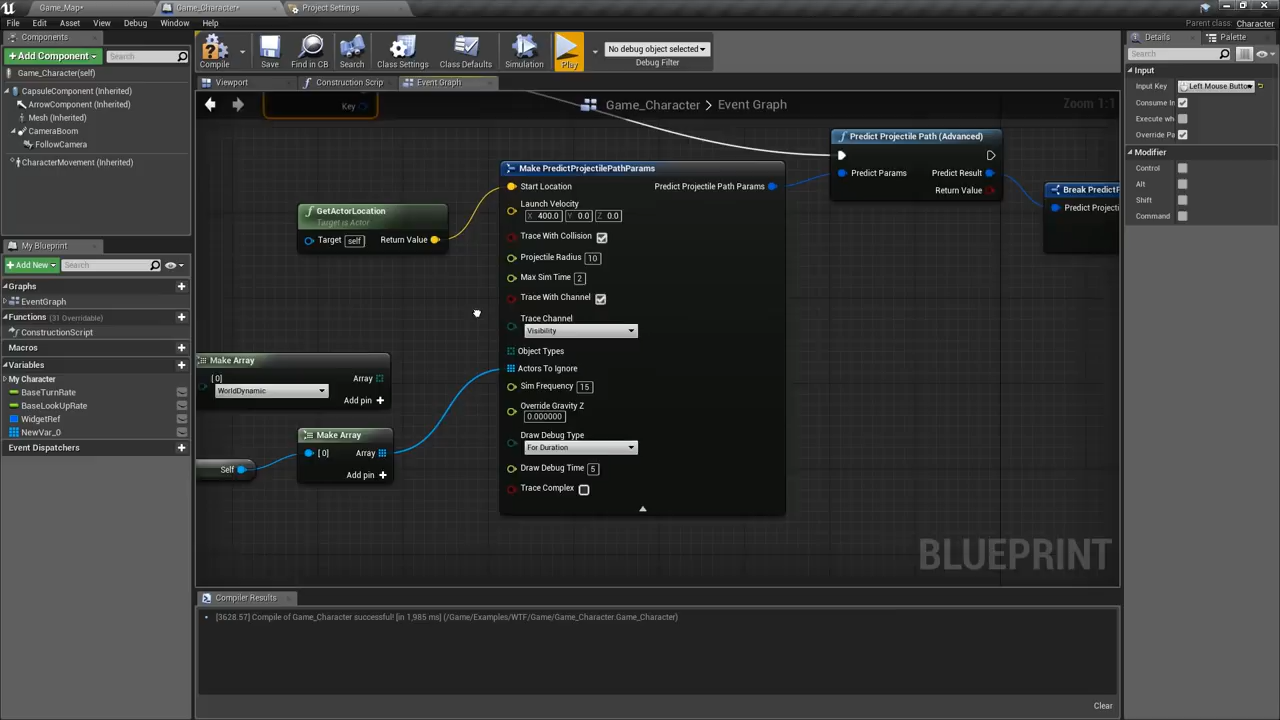 Game_Map*
Game_Character*
Project Settings
File
Edit
Asset
View
Debug
Window
Help
Parent class: Character
Components
+ Add Component
Search
Game_Character(self)
CapsuleComponent (Inherited)
ArrowComponent (Inherited)
Mesh (Inherited)
CameraBoom
FollowCamera
CharacterMovement (Inherited)
My Blueprint
+ Add New
Search
Graphs
EventGraph
Functions (31 Overridable)
ConstructionScript
Macros
Variables
My Character
BaseTurnRate
BaseLookUpRate
WidgetRef
NewVar_0
Event Dispatchers
Compile
Save
Find in CB
Search
Class Settings
Class Defaults
Simulation
Play
No debug object selected
Debug Filter
Viewport
Construction Scrip
Event Graph
Game_Character > Event Graph
Zoom 1:1
Key
GetActorLocation
Target is Actor
Target self
Return Value
Make Array
[0]
WorldDynamic
Array
Add pin +
Make Array
Self
[0]
Array
Add pin +
Make PredictProjectilePathParams
Start Location
Predict Projectile Path Params
Launch Velocity
X 400.0 Y 0.0 Z 0.0
Trace With Collision
Projectile Radius 10
Max Sim Time 2
Trace With Channel
Trace Channel
Visibility
Object Types
Actors To Ignore
Sim Frequency 15
Override Gravity Z
0.000000
Draw Debug Type
For Duration
Draw Debug Time 5
Trace Complex
Predict Projectile Path (Advanced)
Predict Params
Predict Result
Return Value
Break PredictP
Predict Projec
BLUEPRINT
Compiler Results
[3628.57] Compile of Game_Character successful! [in 1,985 ms] (/Game/Examples/WTF/Game/Game_Character.Game_Character)
Clear
Details
Palette
Search
Input
Input Key
Left Mouse Butto
Consume In
Execute wh
Override Pa
Modifier
Control
Alt
Shift
Command